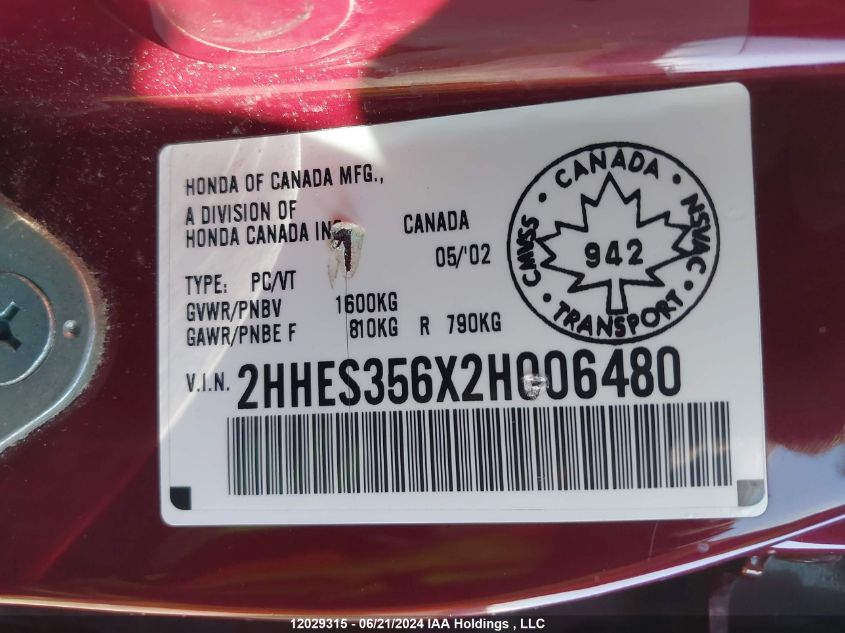 HONDA OF CANADA MFG.,
A DIVISION OF
HONDA CANADA
CANADA
05/'02
TYPE: PC/VT
GVWR/PNBV 1600KG
GAWR/PNBE F 810KG R 790KG
V.I.N. 2HHES356X2H006480
CANADA
CMVSS · NSVAC
942
TRANSPORT
12029315 - 06/21/2024 IAA Holdings , LLC